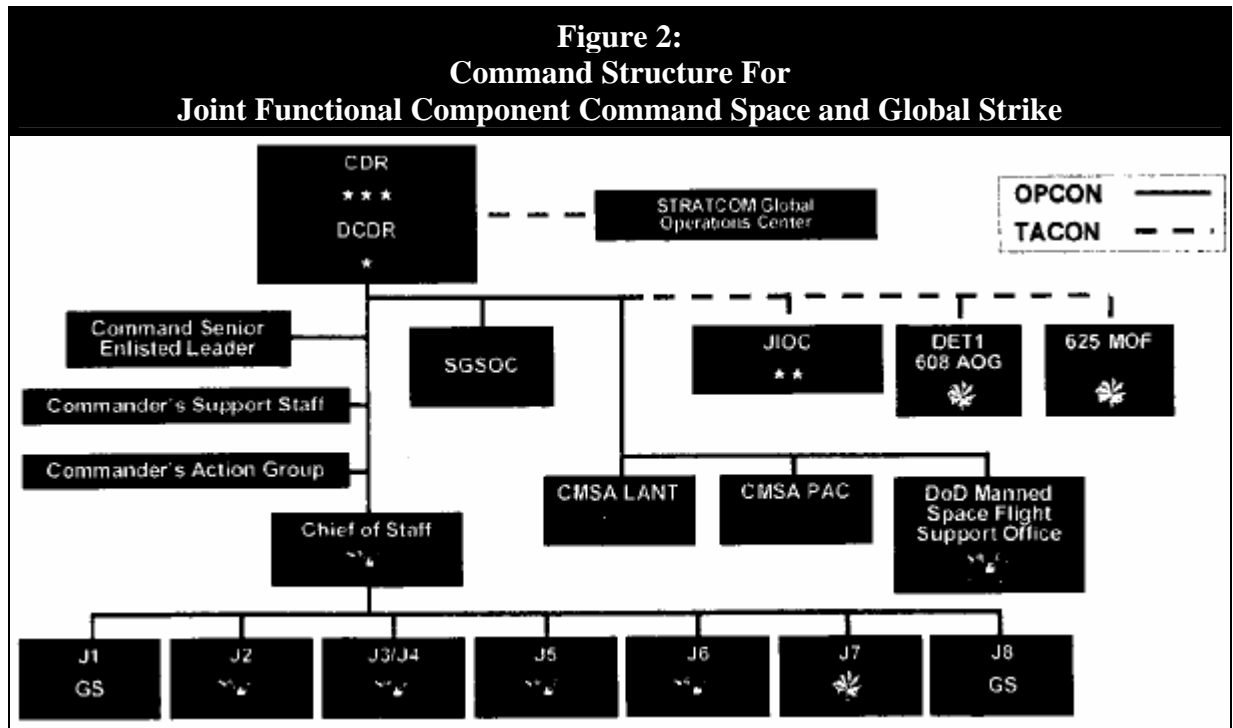 Figure 2:
Command Structure For
Joint Functional Component Command Space and Global Strike
CDR
DCDR
STRATCOM Global
Operations Center
OPCON
TACON
Command Senior
Enlisted Leader
SGSOC
JIOC
DET1
608 AOG
625 MOF
Commander's Support Staff
Commander's Action Group
CMSA LANT
CMSA PAC
DoD Manned
Space Flight
Support Office
Chief of Staff
J1
GS
J2
J3/J4
J5
J6
J7
J8
GS